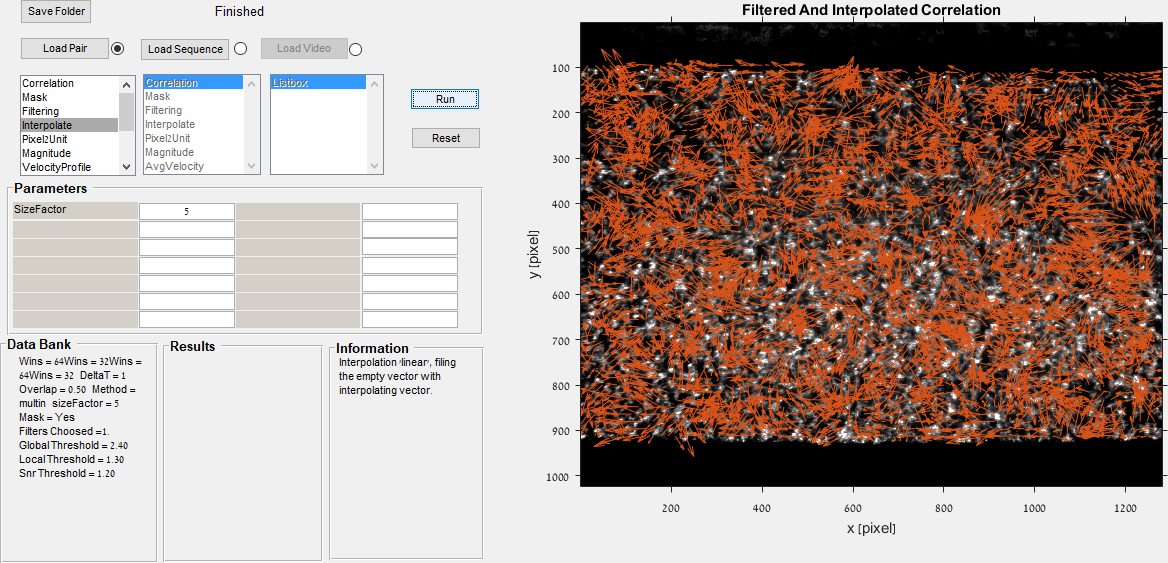 Save Folder
Finished
Load Pair
Load Sequence
Load Video
Correlation
Mask
Filtering
Interpolate
Pixel2Unit
Magnitude
VelocityProfile
Correlation
Mask
Filtering
Interpolate
Pixel2Unit
Magnitude
AvgVelocity
Listbox
Run
Reset
Parameters
SizeFactor
5
Data Bank
Wins = 64Wins = 32Wins =
64Wins = 32 DeltaT = 1
Overlap = 0.50 Method =
multin sizeFactor = 5
Mask = Yes
Filters Choosed =1.
Global Threshold = 2.40
Local Threshold = 1.30
Snr Threshold = 1.20
Results
Information
Interpolation 'linear', filing
the empty vector with
interpolating vector.
Filtered And Interpolated Correlation
y [pixel]
100
200
300
400
500
600
700
800
900
1000
200
400
600
800
1000
1200
x [pixel]